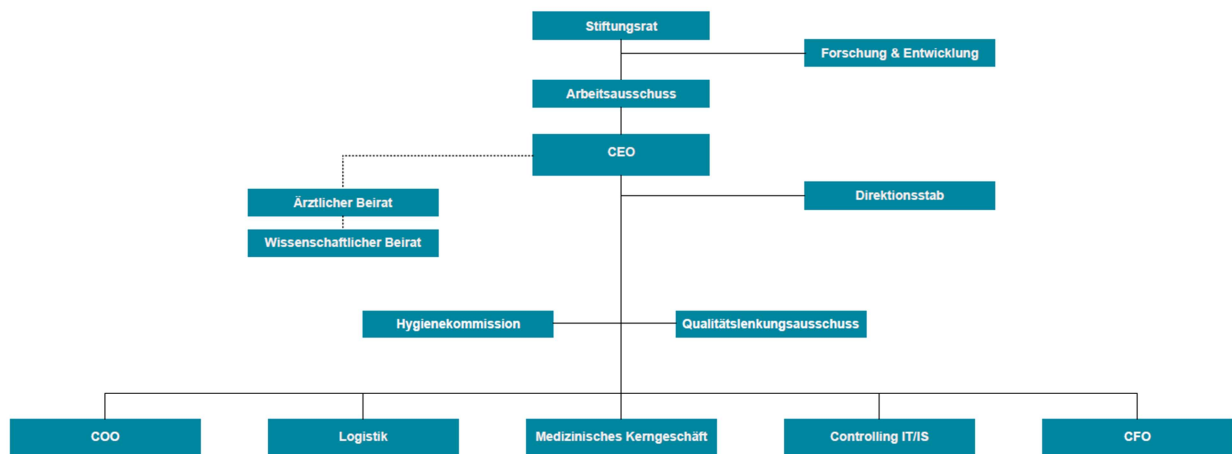 Stiftungsrat
Forschung & Entwicklung
Arbeitsausschuss
CEO
Direktionsstab
Ärztlicher Beirat
Wissenschaftlicher Beirat
Hygienekommission
Qualitätslenkungsausschuss
COO
Logistik
Medizinisches Kerngeschäft
Controlling IT/IS
CFO